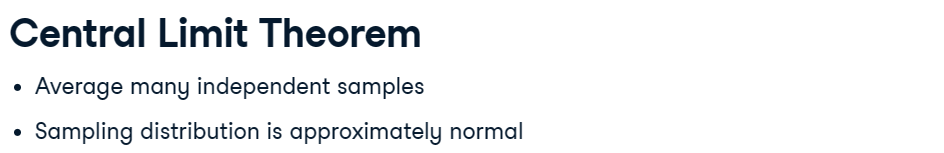 Central Limit Theorem
• Average many independent samples
• Sampling distribution is approximately normal